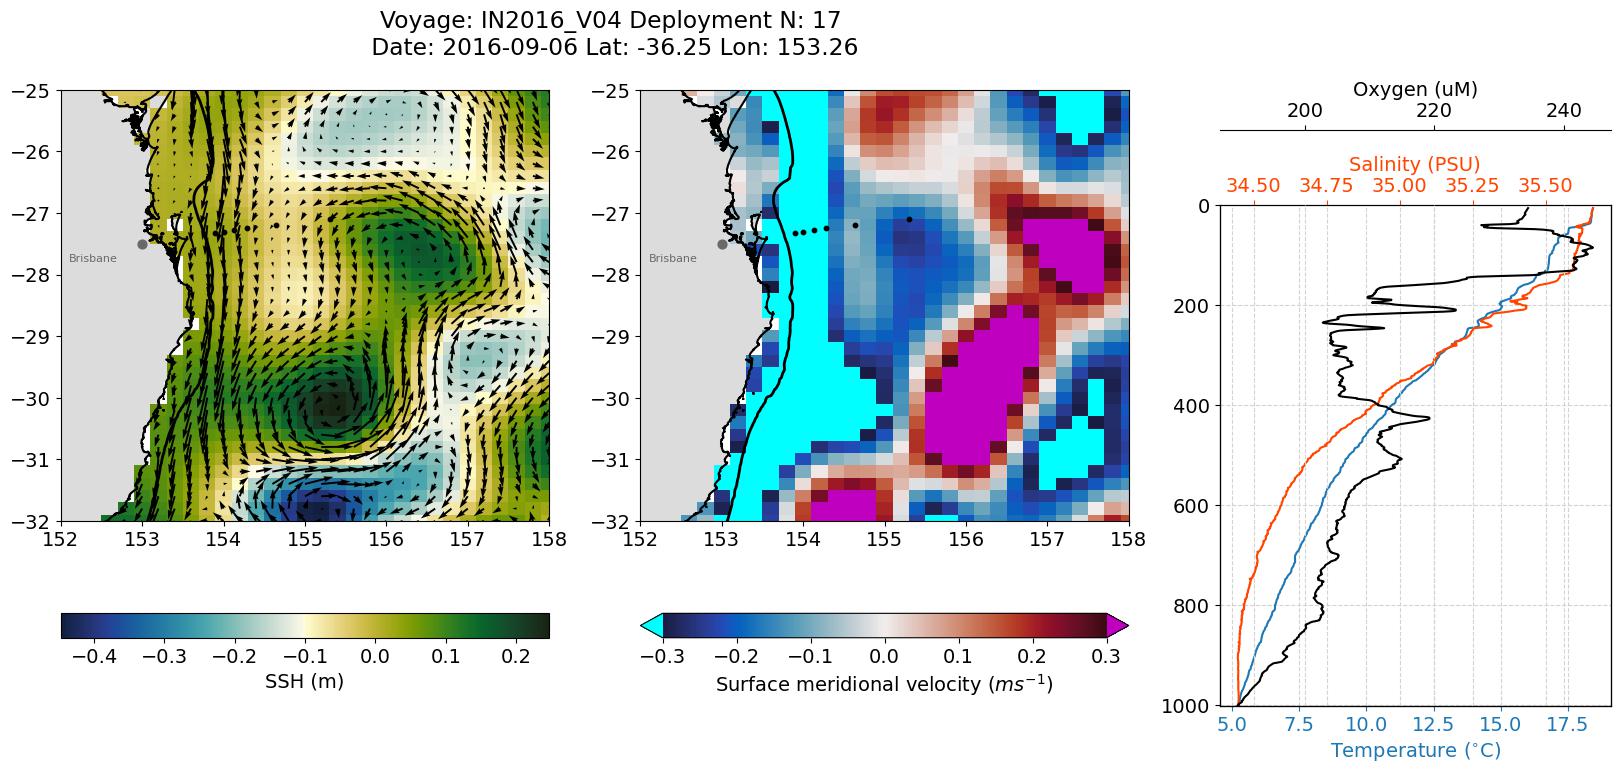 Voyage: IN2016_V04 Deployment N: 17
Date: 2016-09-06 Lat: -36.25 Lon: 153.26
−25
−26
−27
−28
−29
−30
−31
−32
152 153 154 155 156 157 158
Brisbane
−0.4 −0.3 −0.2 −0.1 0.0 0.1 0.2
SSH (m)
−25
−26
−27
−28
−29
−30
−31
−32
152 153 154 155 156 157 158
Brisbane
−0.3 −0.2 −0.1 0.0 0.1 0.2 0.3
Surface meridional velocity (ms⁻¹)
Oxygen (uM)
200 220 240
Salinity (PSU)
34.50 34.75 35.00 35.25 35.50
0
200
400
600
800
1000
5.0 7.5 10.0 12.5 15.0 17.5
Temperature (°C)